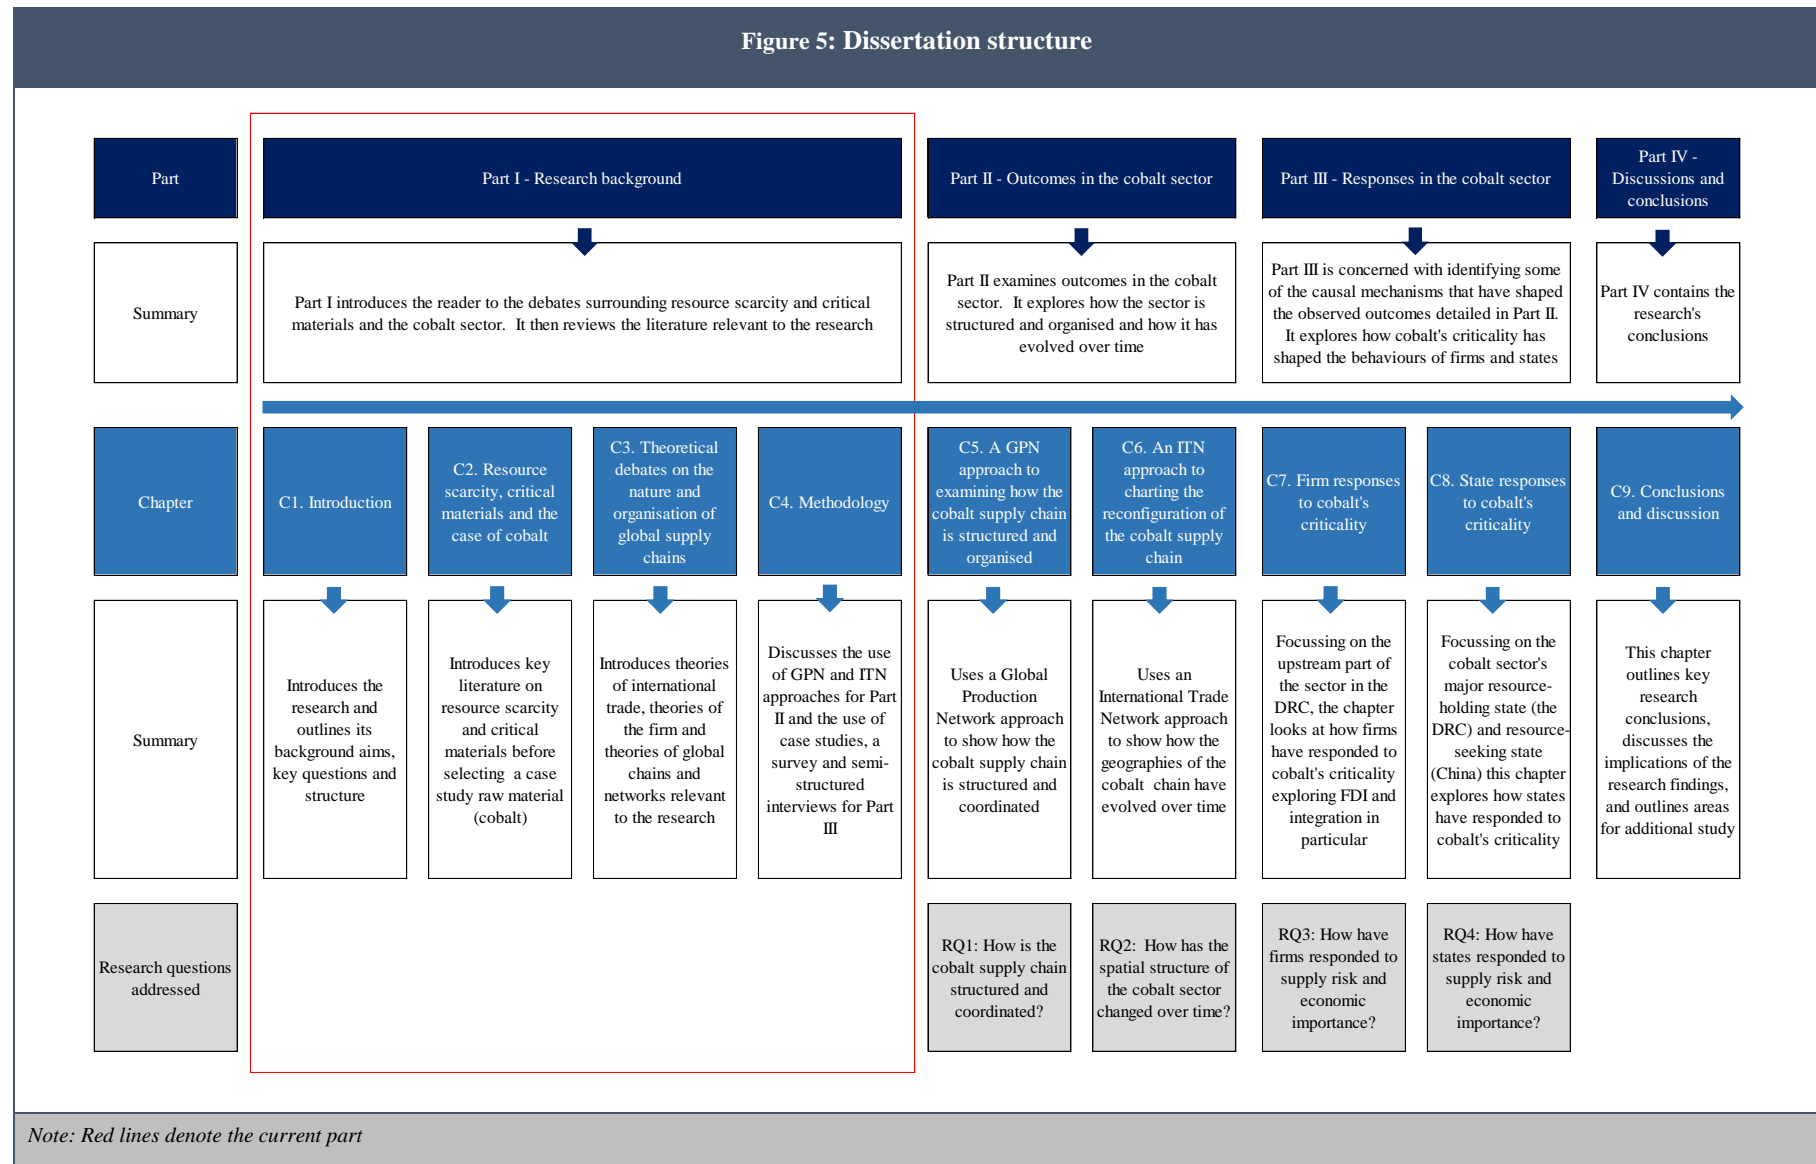 Figure 5: Dissertation structure
Part
Part I - Research background
Part II - Outcomes in the cobalt sector
Part III - Responses in the cobalt sector
Part IV -
Discussions and
conclusions
Summary
Part I introduces the reader to the debates surrounding resource scarcity and critical
materials and the cobalt sector.  It then reviews the literature relevant to the research
Part II examines outcomes in the cobalt
sector.  It explores how the sector is
structured and organised and how it has
evolved over time
Part III is concerned with identifying some
of the causal mechanisms that have shaped
the observed outcomes detailed in Part II.
It explores how cobalt's criticality has
shaped the behaviours of firms and states
Part IV contains the
research's
conclusions
Chapter
C1. Introduction
C2. Resource
scarcity, critical
materials and the
case of cobalt
C3. Theoretical
debates on the
nature and
organisation of
global supply
chains
C4. Methodology
C5. A GPN
approach to
examining how the
cobalt supply chain
is structured and
organised
C6. An ITN
approach to
charting the
reconfiguration of
the cobalt supply
chain
C7. Firm responses
to cobalt's
criticality
C8. State responses
to cobalt's
criticality
C9. Conclusions
and discussion
Summary
Introduces the
research and
outlines its
background aims,
key questions and
structure
Introduces key
literature on
resource scarcity
and critical
materials before
selecting  a case
study raw material
(cobalt)
Introduces theories
of international
trade, theories of
the firm and
theories of global
chains and
networks relevant
to the research
Discusses the use
of GPN and ITN
approaches for Part
II and the use of
case studies, a
survey and semi-
structured
interviews for Part
III
Uses a Global
Production
Network approach
to show how the
cobalt supply chain
is structured and
coordinated
Uses an
International Trade
Network approach
to show how the
geographies of the
cobalt  chain have
evolved over time
Focussing on the
upstream part of
the sector in the
DRC, the chapter
looks at how firms
have responded to
cobalt's criticality
exploring FDI and
integration in
particular
Focussing on the
cobalt sector's
major resource-
holding state (the
DRC) and resource-
seeking state
(China) this chapter
explores how states
have responded to
cobalt's criticality
This chapter
outlines key
research
conclusions,
discusses the
implications of the
research findings,
and outlines areas
for additional study
Research questions
addressed
RQ1: How is the
cobalt supply chain
structured and
coordinated?
RQ2:  How has the
spatial structure of
the cobalt sector
changed over time?
RQ3: How have
firms responded to
supply risk and
economic
importance?
RQ4: How have
states responded to
supply risk and
economic
importance?
Note: Red lines denote the current part